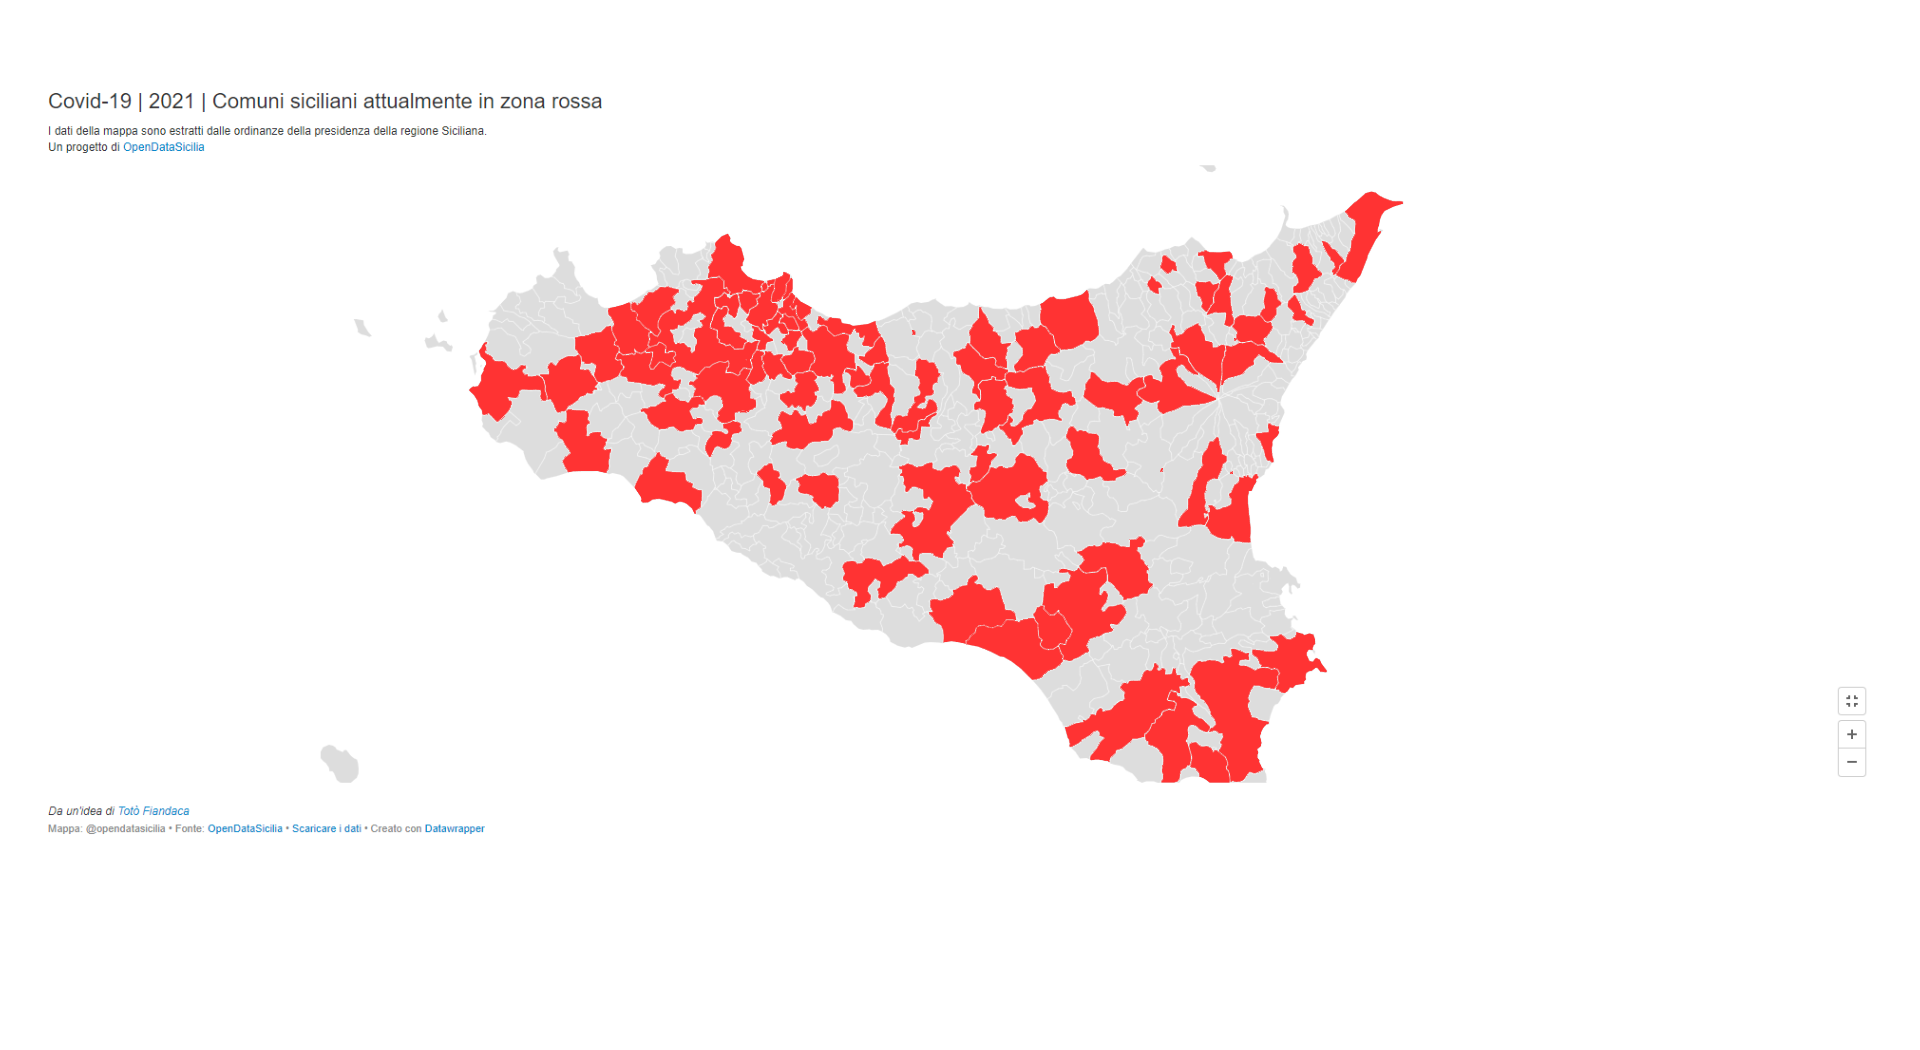 Covid-19 | 2021 | Comuni siciliani attualmente in zona rossa
I dati della mappa sono estratti dalle ordinanze della presidenza della regione Siciliana.
Un progetto di OpenDataSicilia
+
−
Da un'idea di Totò Fiandaca
Mappa: @opendatasicilia • Fonte: OpenDataSicilia • Scaricare i dati • Creato con Datawrapper